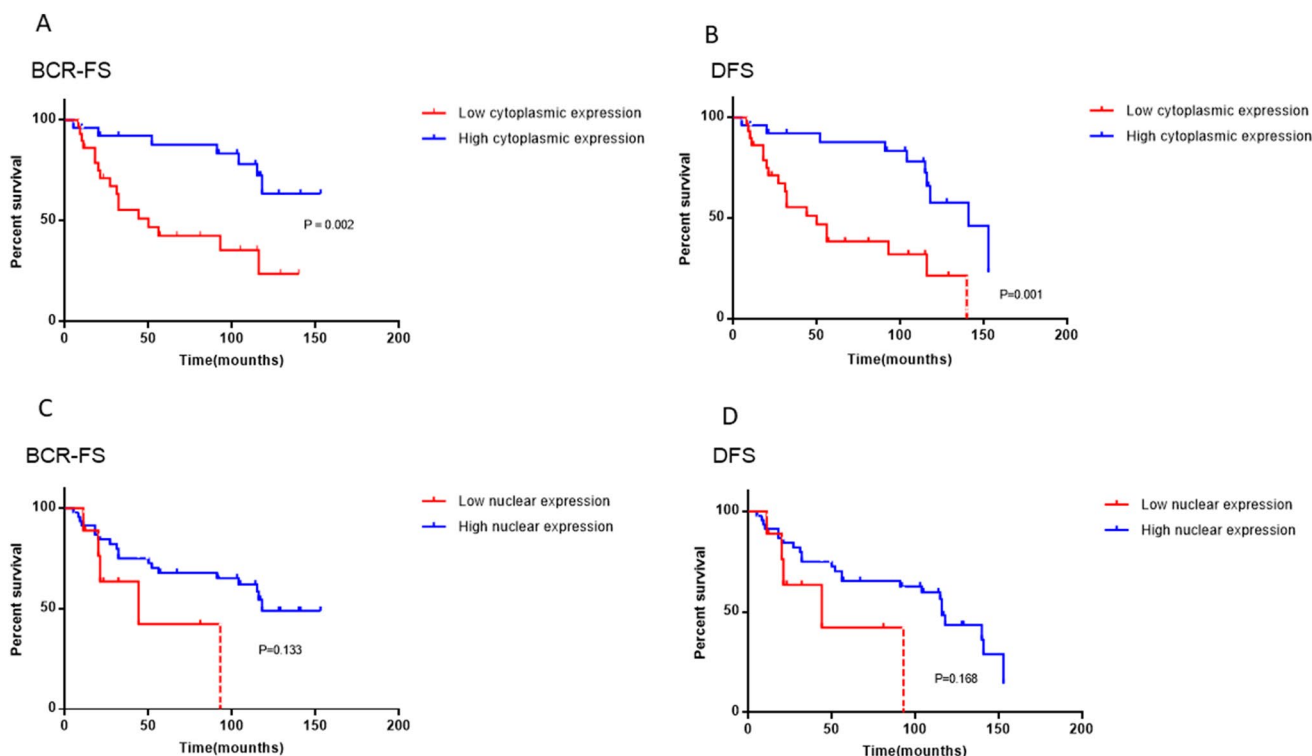 A
BCR-FS
Low cytoplasmic expression
High cytoplasmic expression
100
50
0
Percent survival
P = 0.002
0 50 100 150 200
Time(mounths)
B
DFS
Low cytoplasmic expression
High cytoplasmic expression
100
50
0
Percent survival
P=0.001
0 50 100 150 200
Time(mounths)
C
BCR-FS
Low nuclear expression
High nuclear expression
100
50
0
Percent survival
P=0.133
0 50 100 150 200
Time(mounths)
D
DFS
Low nuclear expression
High nuclear expression
100
50
0
Percent survival
P=0.168
0 50 100 150 200
Time(mounths)